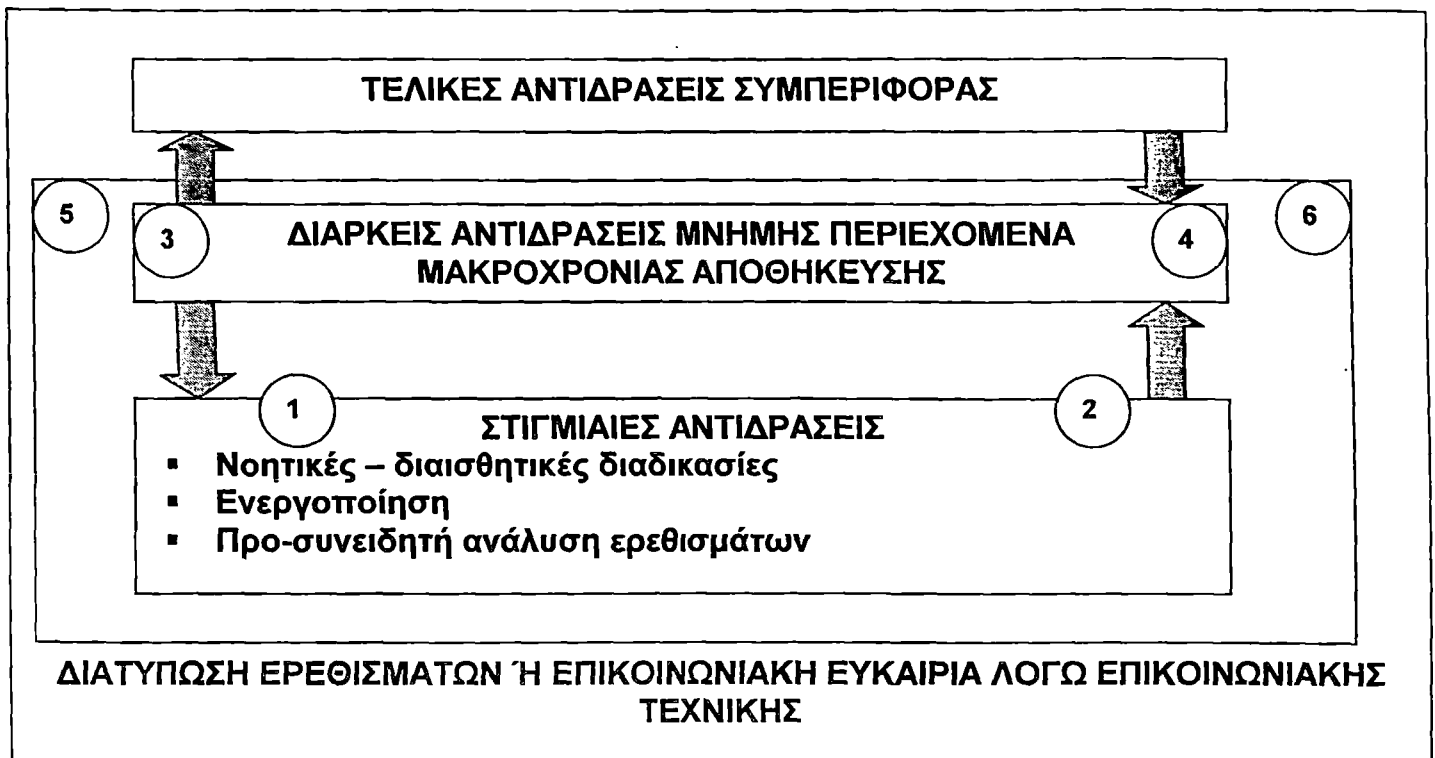 ΤΕΛΙΚΕΣ ΑΝΤΙΔΡΑΣΕΙΣ ΣΥΜΠΕΡΙΦΟΡΑΣ
5
6
3
ΔΙΑΡΚΕΙΣ ΑΝΤΙΔΡΑΣΕΙΣ ΜΝΗΜΗΣ ΠΕΡΙΕΧΟΜΕΝΑ
ΜΑΚΡΟΧΡΟΝΙΑΣ ΑΠΟΘΗΚΕΥΣΗΣ
4
1
2
ΣΤΙΓΜΙΑΙΕΣ ΑΝΤΙΔΡΑΣΕΙΣ
▪ Νοητικές – διαισθητικές διαδικασίες
▪ Ενεργοποίηση
▪ Προ-συνειδητή ανάλυση ερεθισμάτων
ΔΙΑΤΥΠΩΣΗ ΕΡΕΘΙΣΜΑΤΩΝ Ή ΕΠΙΚΟΙΝΩΝΙΑΚΗ ΕΥΚΑΙΡΙΑ ΛΟΓΩ ΕΠΙΚΟΙΝΩΝΙΑΚΗΣ
ΤΕΧΝΙΚΗΣ